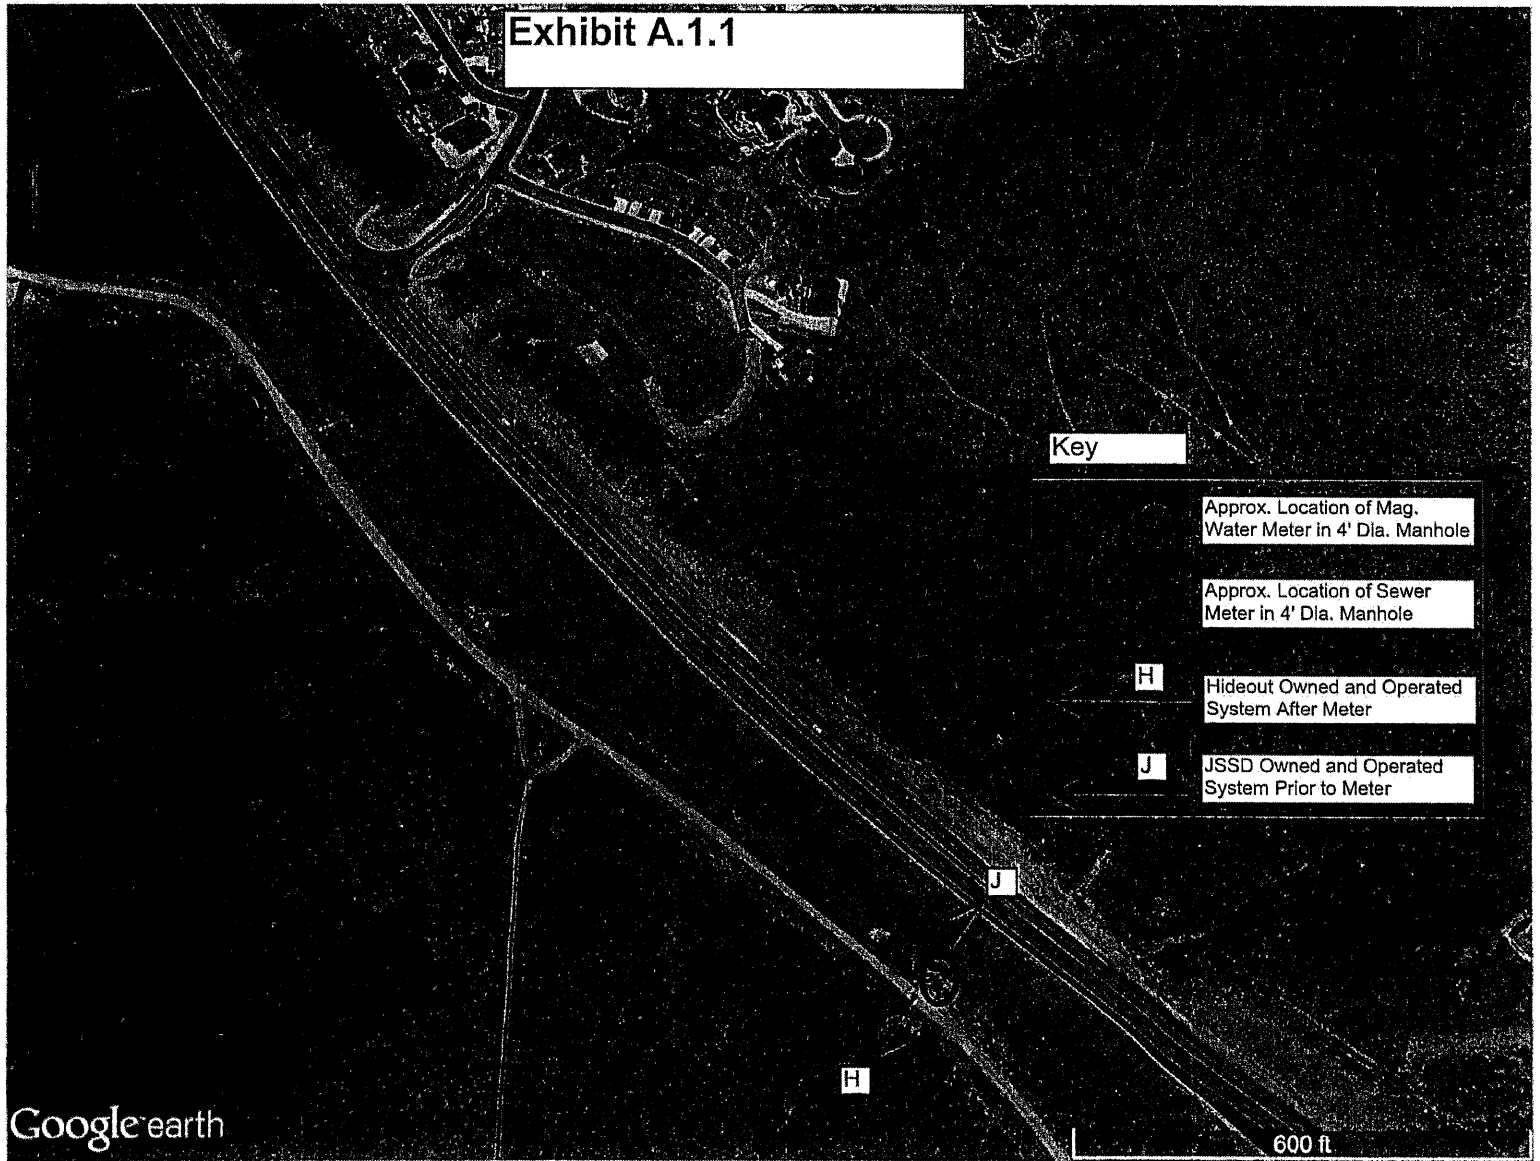 Exhibit A.1.1
Key
Approx. Location of Mag.
Water Meter in 4' Dia. Manhole
Approx. Location of Sewer
Meter in 4' Dia. Manhole
H
Hideout Owned and Operated
System After Meter
J
JSSD Owned and Operated
System Prior to Meter
J
H
Google earth
600 ft